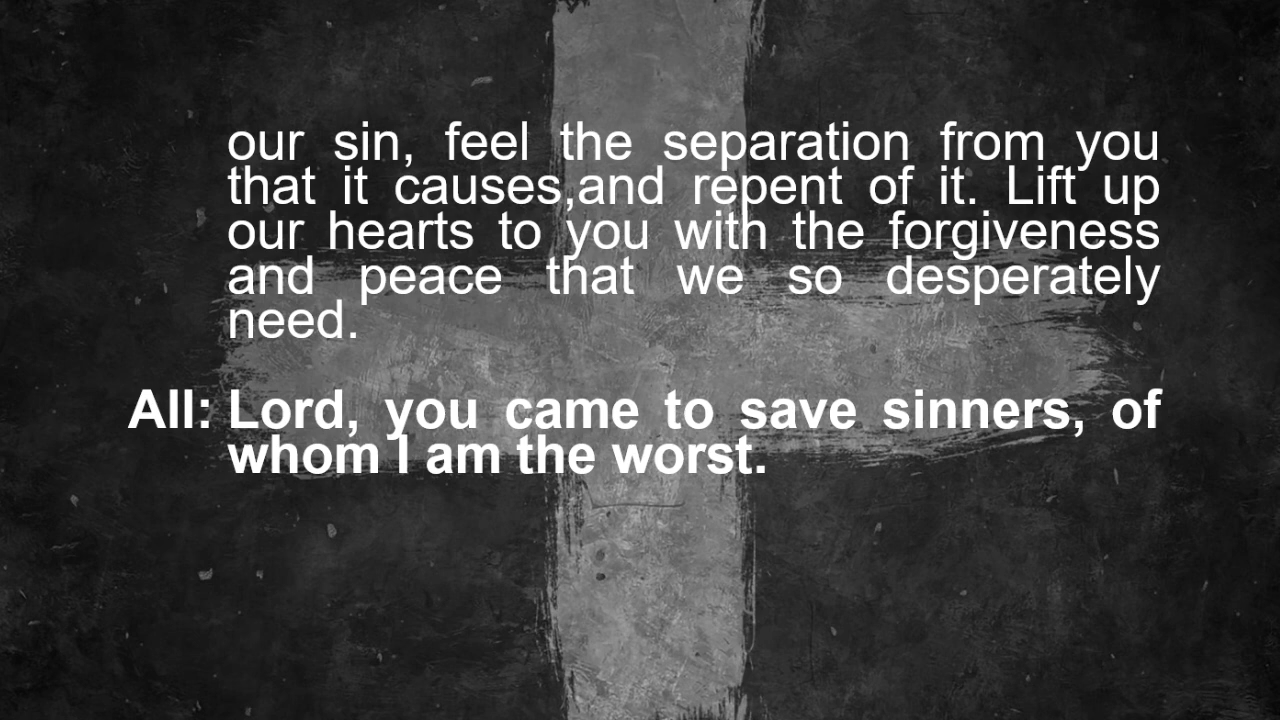 our sin, feel the separation from you
that it causes,and repent of it. Lift up
our hearts to you with the forgiveness
and peace that we so desperately
need.
All: Lord, you came to save sinners, of
whom I am the worst.